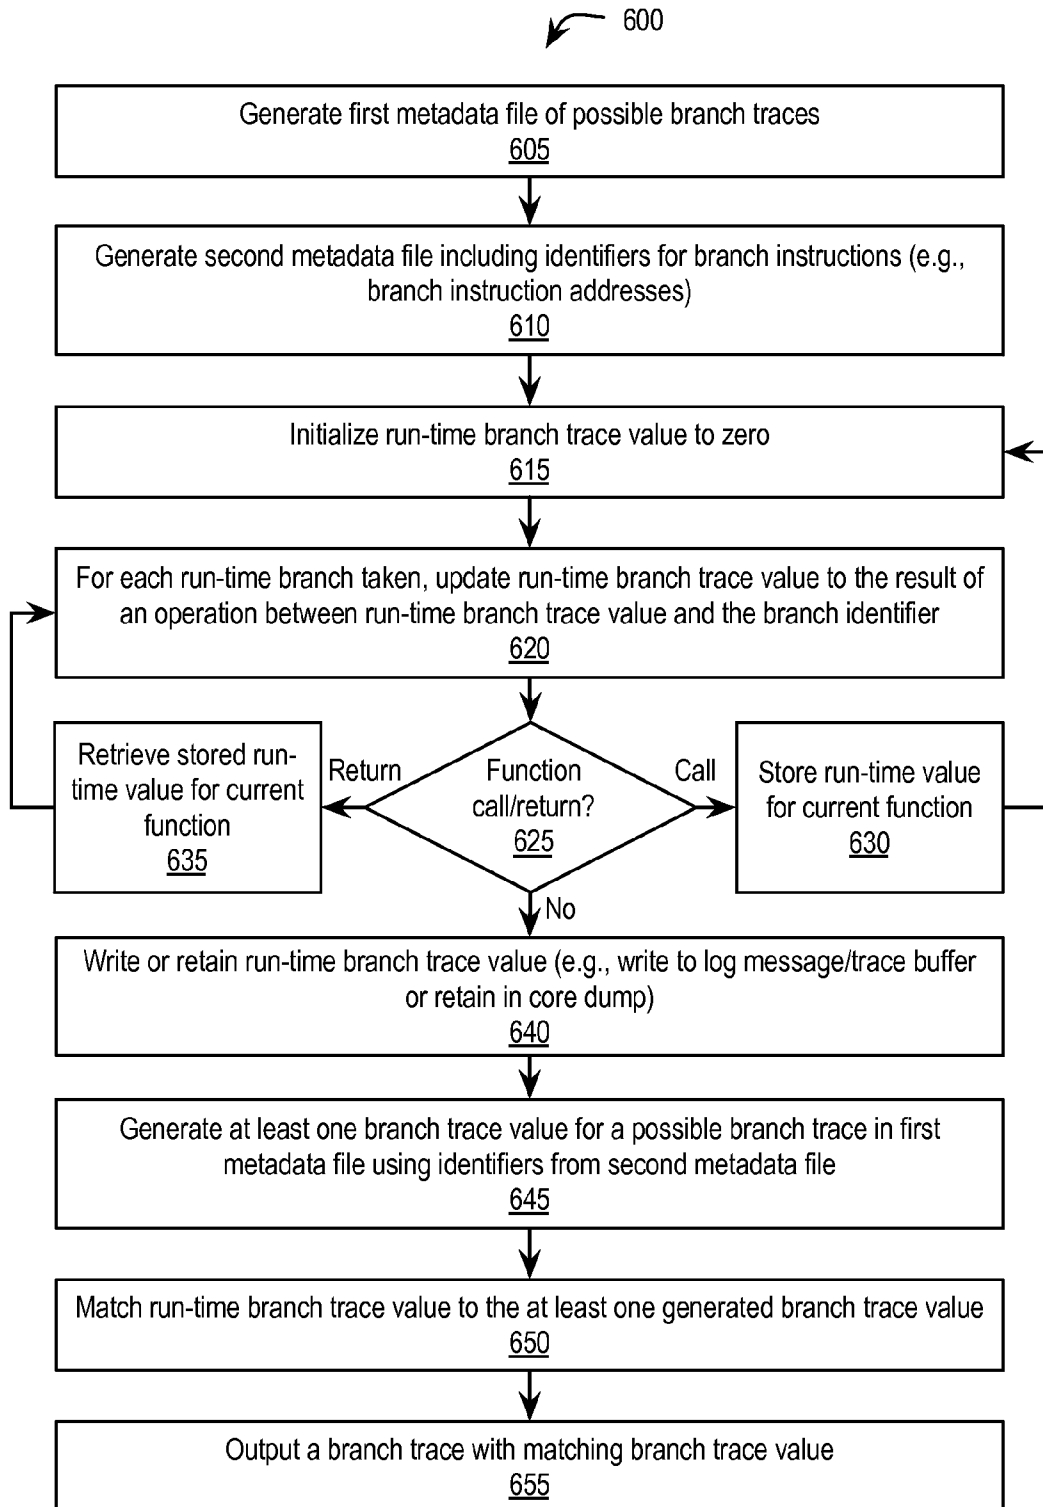 600
Generate first metadata file of possible branch traces
605
Generate second metadata file including identifiers for branch instructions (e.g.,
branch instruction addresses)
610
Initialize run-time branch trace value to zero
615
For each run-time branch taken, update run-time branch trace value to the result of
an operation between run-time branch trace value and the branch identifier
620
Retrieve stored run-
time value for current
function
635
Return
Function
call/return?
625
Call
Store run-time value
for current function
630
No
Write or retain run-time branch trace value (e.g., write to log message/trace buffer
or retain in core dump)
640
Generate at least one branch trace value for a possible branch trace in first
metadata file using identifiers from second metadata file
645
Match run-time branch trace value to the at least one generated branch trace value
650
Output a branch trace with matching branch trace value
655